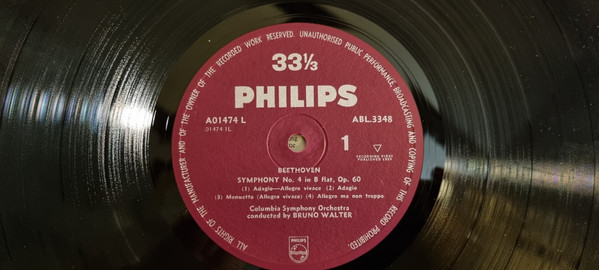 ALL RIGHTS OF THE MANUFACTURER AND OF THE OWNER OF THE RECORDED WORK RESERVED. UNAUTHORISED PUBLIC PERFORMANCE, BROADCASTING AND COPYING OF THIS RECORD PROHIBITED.
33⅓
PHILIPS
A01474 L
ABL.3348
01474 1L
1
RECORDING FIRST
PUBLISHED
BEETHOVEN
SYMPHONY No. 4 in B flat, Op. 60
(1) Adagio—Allegro vivace (2) Adagio
(3) Menuetto (Allegro vivace) (4) Allegro ma non troppo
Columbia Symphony Orchestra
conducted by BRUNO WALTER
PHILIPS